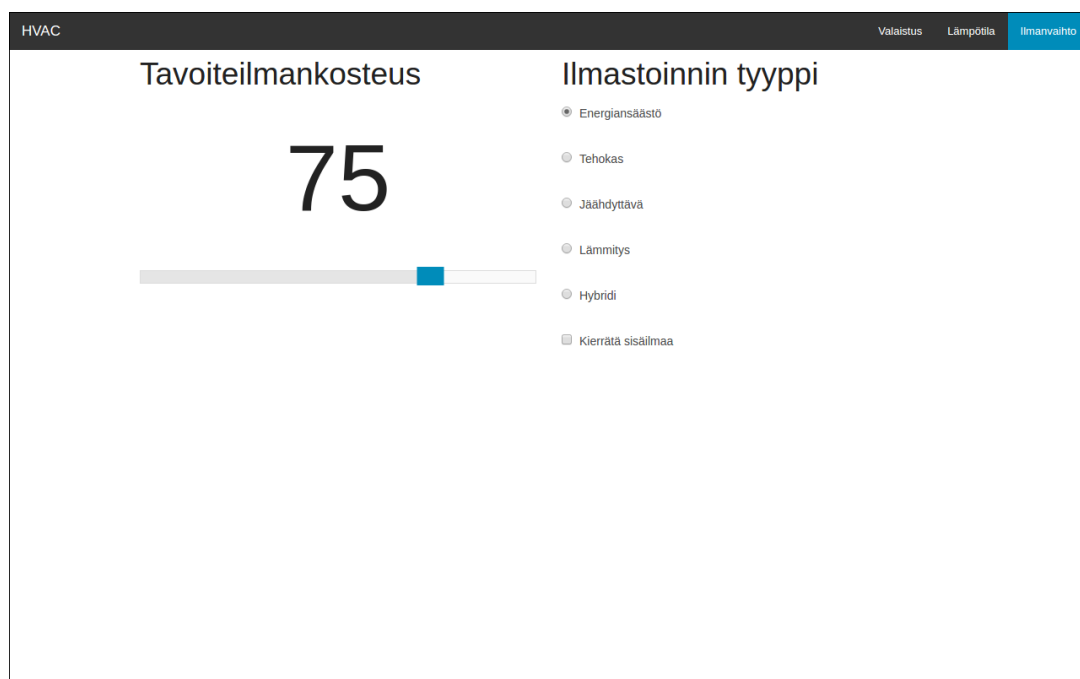 HVAC
Valaistus
Lämpötila
Ilmanvaihto
Tavoiteilmankosteus
75
Ilmastoinnin tyyppi
Energiansäästö
Tehokas
Jäähdyttävä
Lämmitys
Hybridi
Kierrätä sisäilmaa